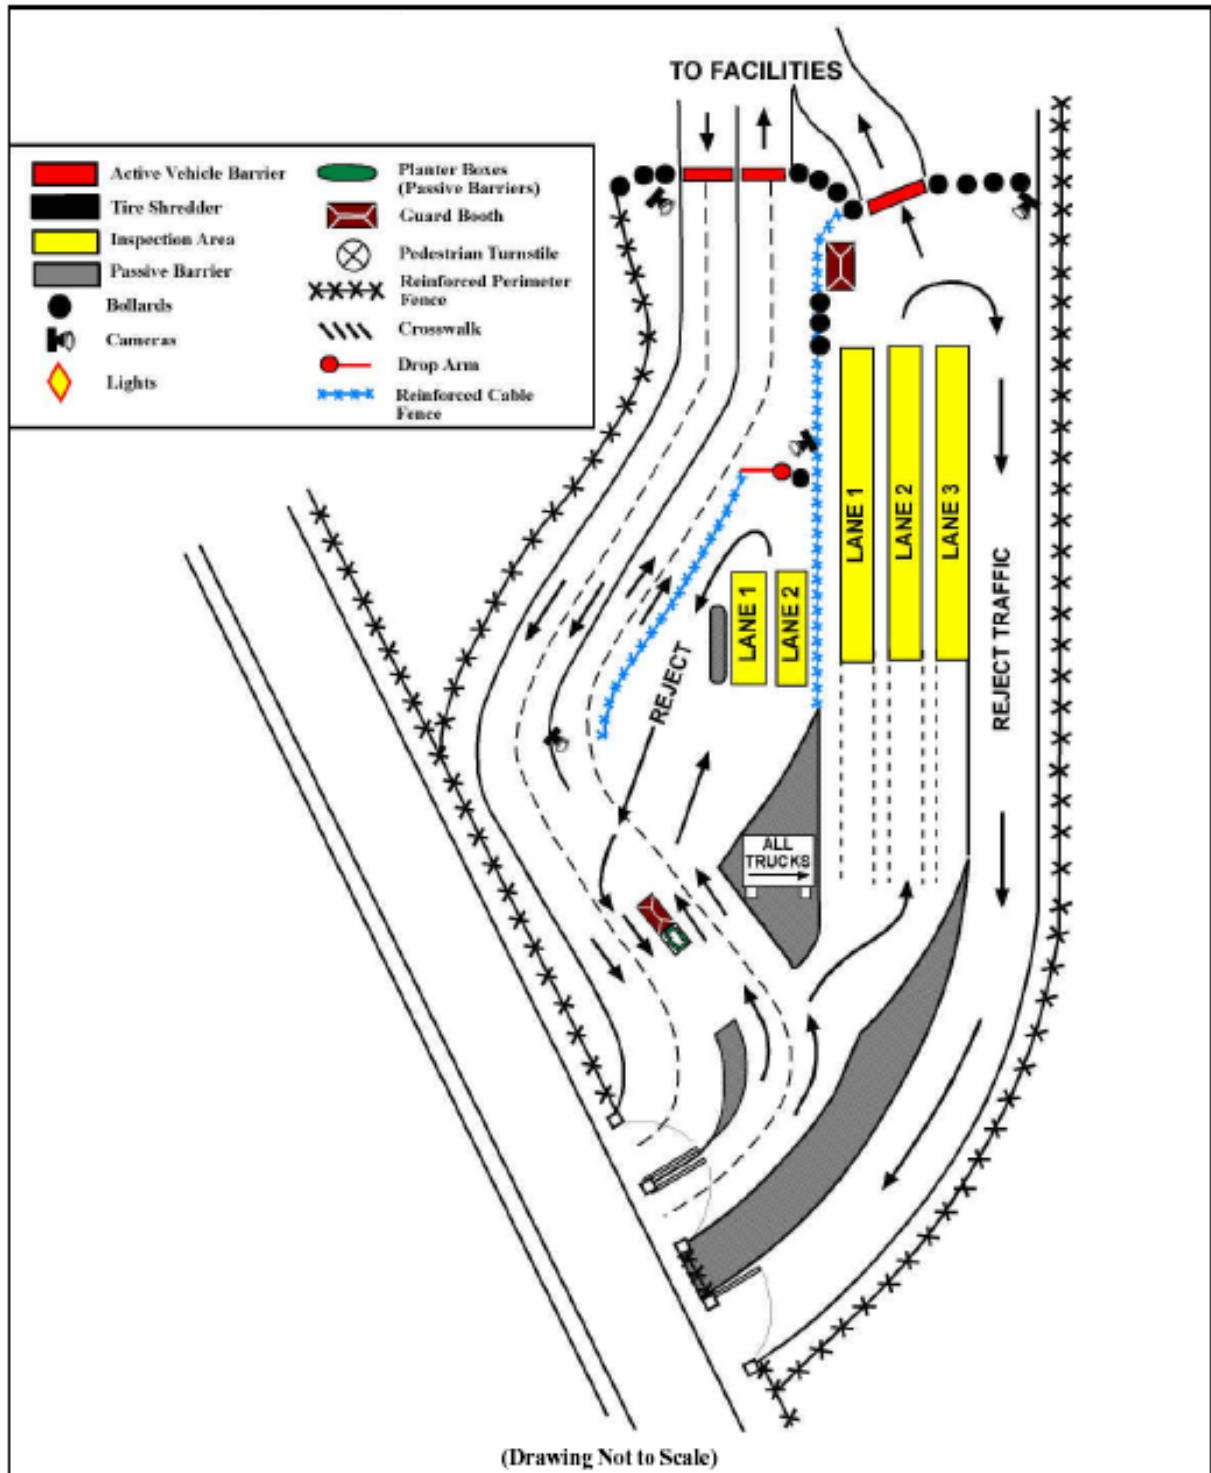 TO FACILITIES
Active Vehicle Barrier
Tire Shredder
Inspection Area
Passive Barrier
Bollards
Cameras
Lights
Planter Boxes
(Passive Barriers)
Guard Booth
Pedestrian Turnstile
Reinforced Perimeter
Fence
Crosswalk
Drop Arm
Reinforced Cable
Fence
LANE 1
LANE 2
LANE 3
LANE 1
LANE 2
REJECT
REJECT TRAFFIC
ALL
TRUCKS
(Drawing Not to Scale)